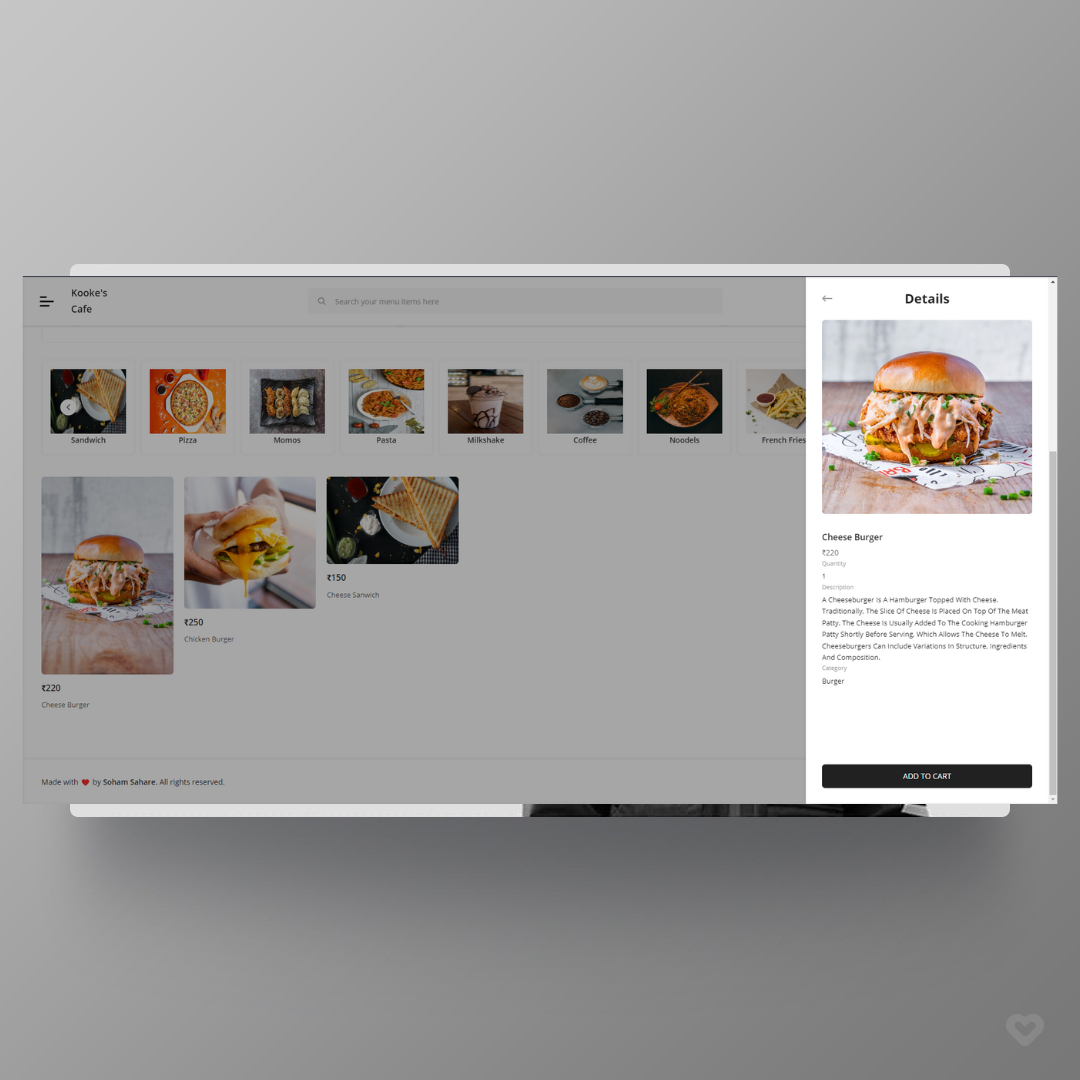 Kooke's
Cafe
Search your menu items here
Sandwich
Pizza
Momos
Pasta
Milkshake
Coffee
Noodels
French Fries
₹220
Cheese Burger
₹250
Chicken Burger
₹150
Cheese Sanwich
Made with ❤ by Soham Sahare. All rights reserved.
Details
Cheese Burger
₹220
Quantity
1
Description
A Cheeseburger Is A Hamburger Topped With Cheese.
Traditionally, The Slice Of Cheese Is Placed On Top Of The Meat
Patty. The Cheese Is Usually Added To The Cooking Hamburger
Patty Shortly Before Serving, Which Allows The Cheese To Melt.
Cheeseburgers Can Include Variations In Structure, Ingredients
And Composition.
Category
Burger
ADD TO CART